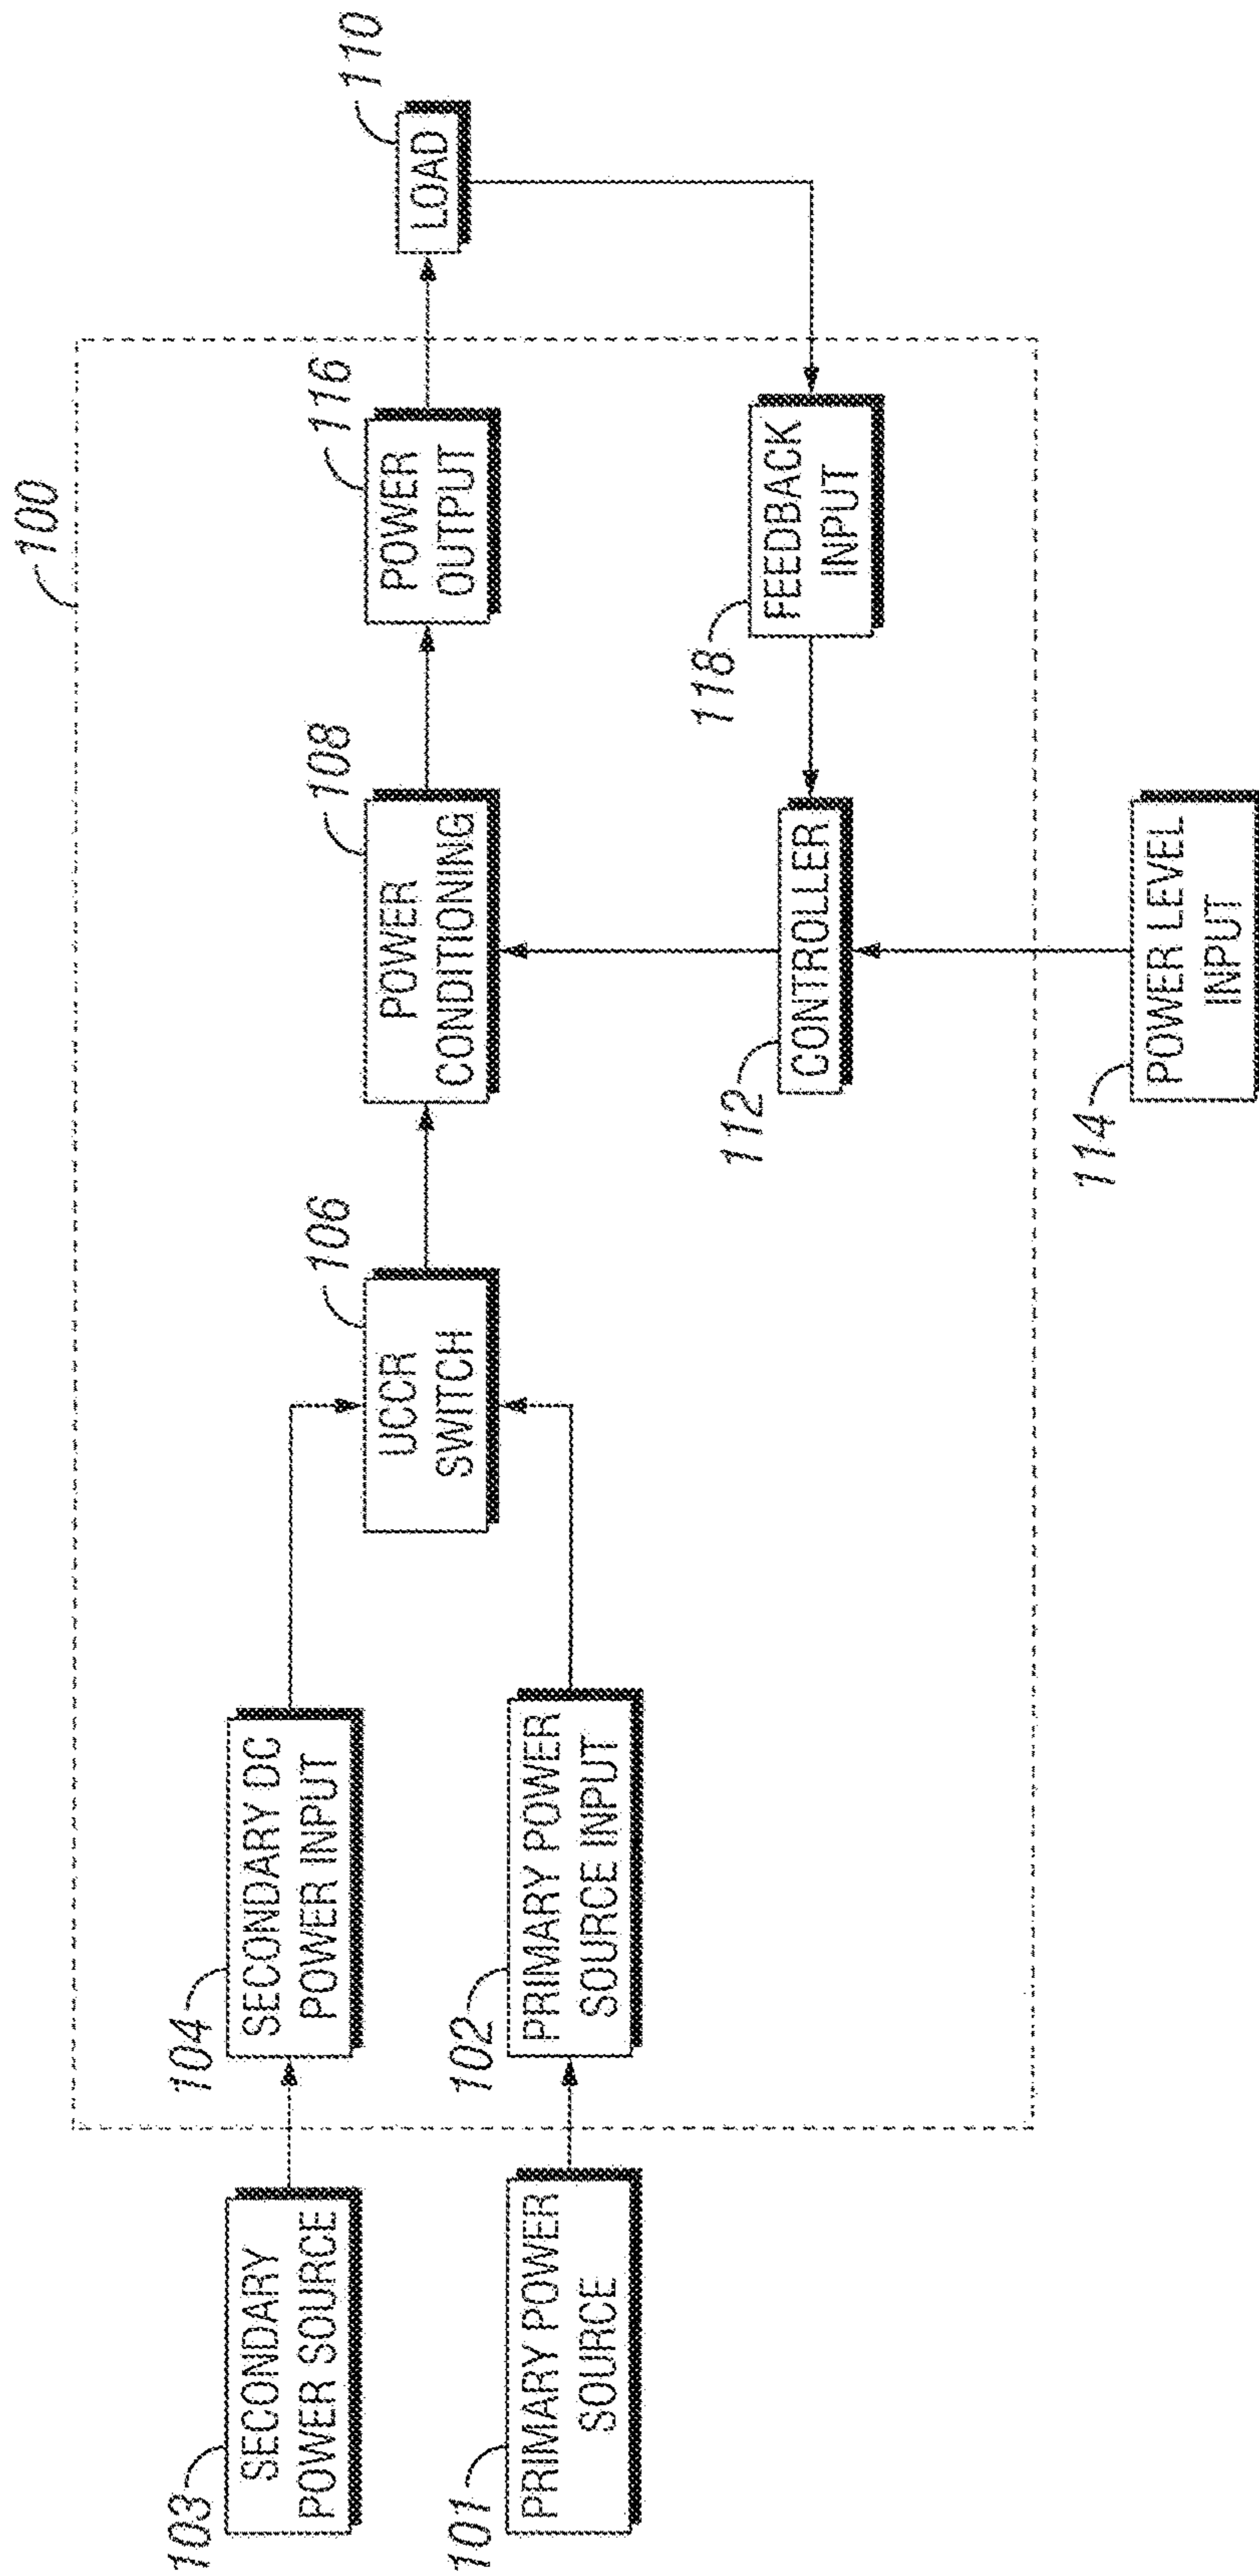 100
103
SECONDARY
POWER SOURCE
104
SECONDARY DC
POWER INPUT
106
UCCR
SWITCH
108
POWER
CONDITIONING
116
POWER
OUTPUT
110
LOAD
101
PRIMARY POWER
SOURCE
102
PRIMARY POWER
SOURCE INPUT
112
CONTROLLER
118
FEEDBACK
INPUT
114
POWER LEVEL
INPUT